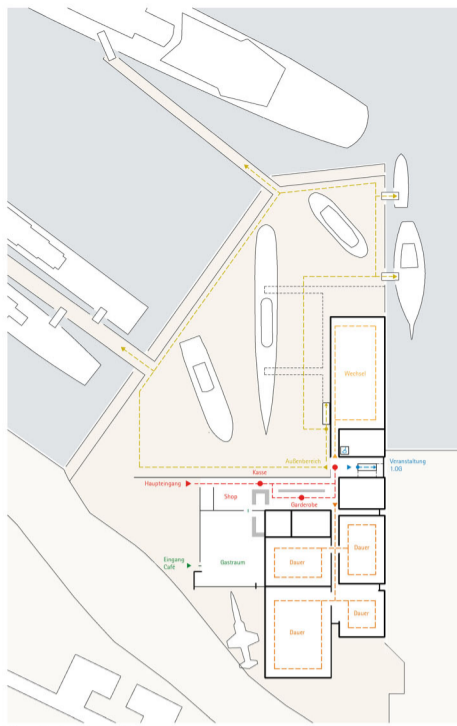 Wechsel
Außenbereich
Veranstaltung
1.OG
Kasse
Haupteingang
Shop
Garderobe
Eingang
Café
Gastraum
Dauer
Dauer
Dauer
Dauer